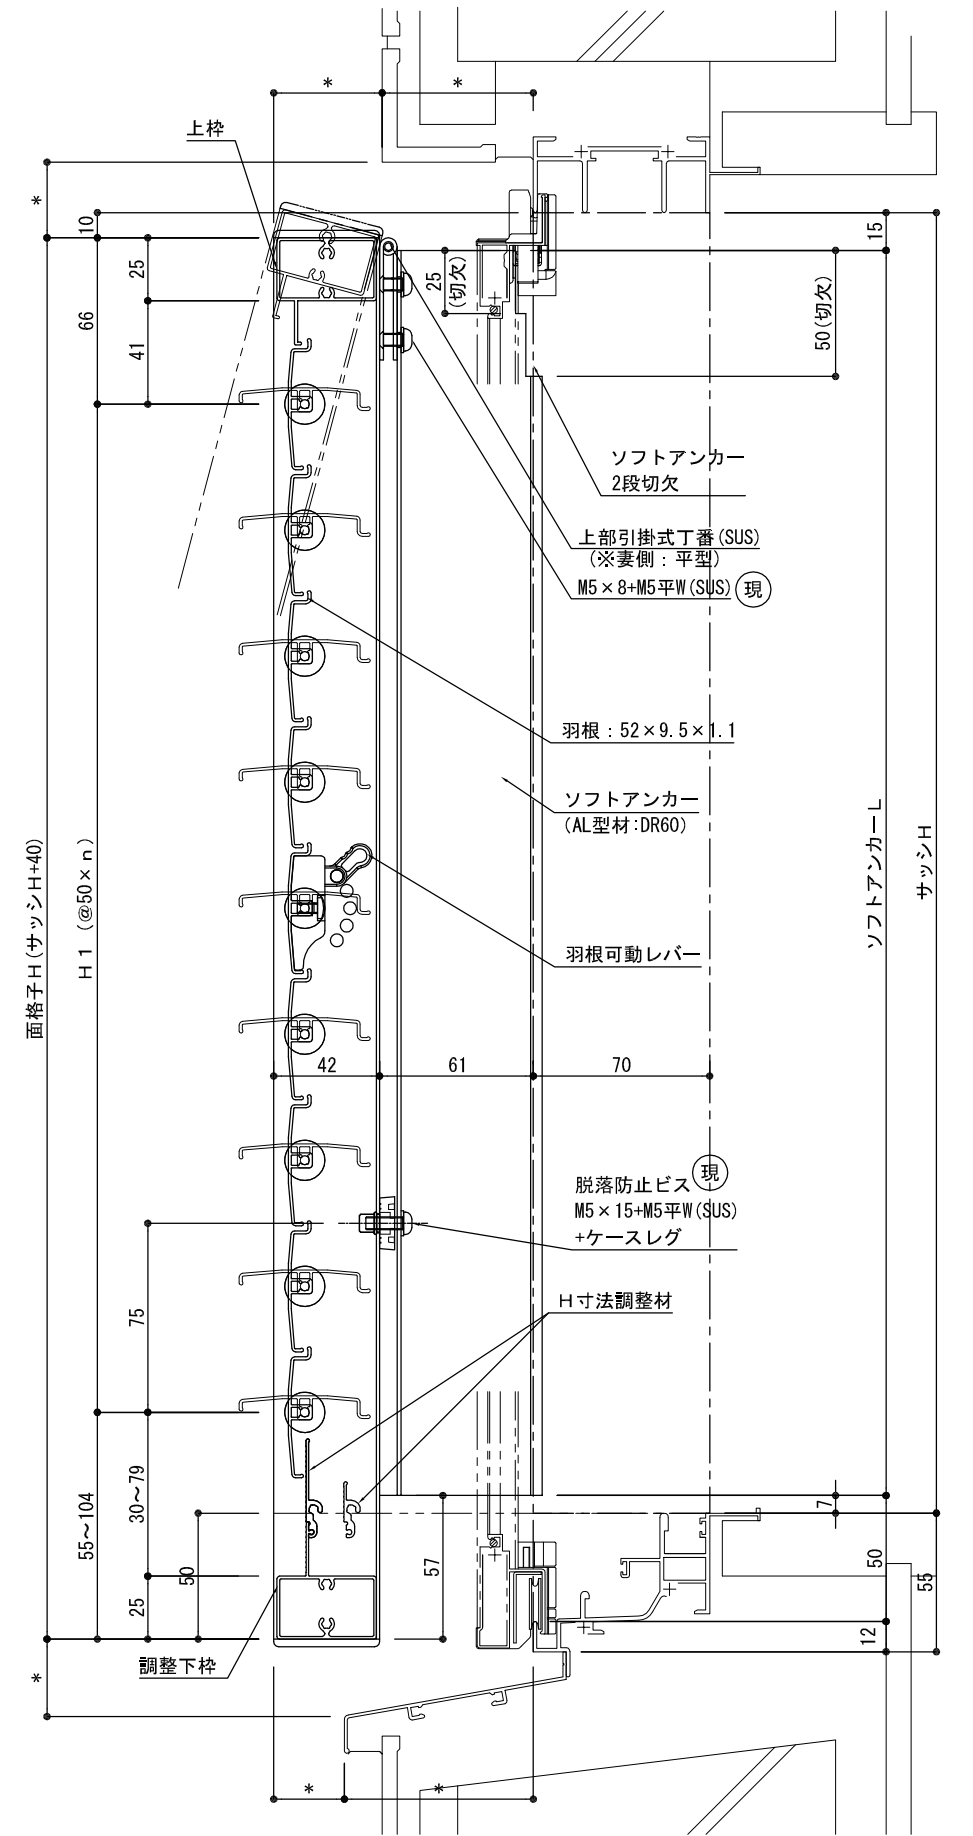 *
*
上枠
*
10
15
25
25
(切欠)
50(切欠)
66
41
ソフトアンカー
2段切欠
上部引掛式丁番(SUS)
(※妻側：平型)
M5×8+M5平W(SUS)
現
羽根：52×9.5×1.1
ソフトアンカー
(AL型材:DR60)
面格子H(サッシH+40)
H1（@50×n）
ソフトアンカーL
サッシH
羽根可動レバー
42
61
70
脱落防止ビス
現
M5×15+M5平W(SUS)
+ケースレグ
H寸法調整材
75
30～79
55～104
50
57
7
50
55
25
12
調整下枠
*
*
*